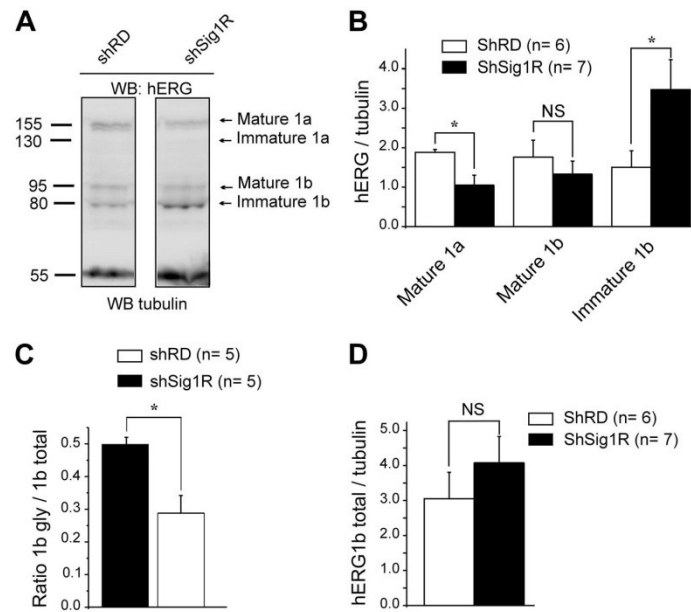 A
shRD
shSig1R
WB: hERG
155
130
95
80
55
Mature 1a
Immature 1a
Mature 1b
Immature 1b
WB tubulin
B
ShRD (n= 6)
ShSig1R (n= 7)
hERG / tubulin
4.0
3.0
2.0
1.0
0.0
*
NS
*
Mature 1a
Mature 1b
Immature 1b
C
shRD (n= 5)
shSig1R (n= 5)
Ratio 1b gly / 1b total
0.5
0.4
0.3
0.2
0.1
0.0
*
D
ShRD (n= 6)
ShSig1R (n= 7)
hERG1b total / tubulin
5.0
4.0
3.0
2.0
1.0
0.0
NS